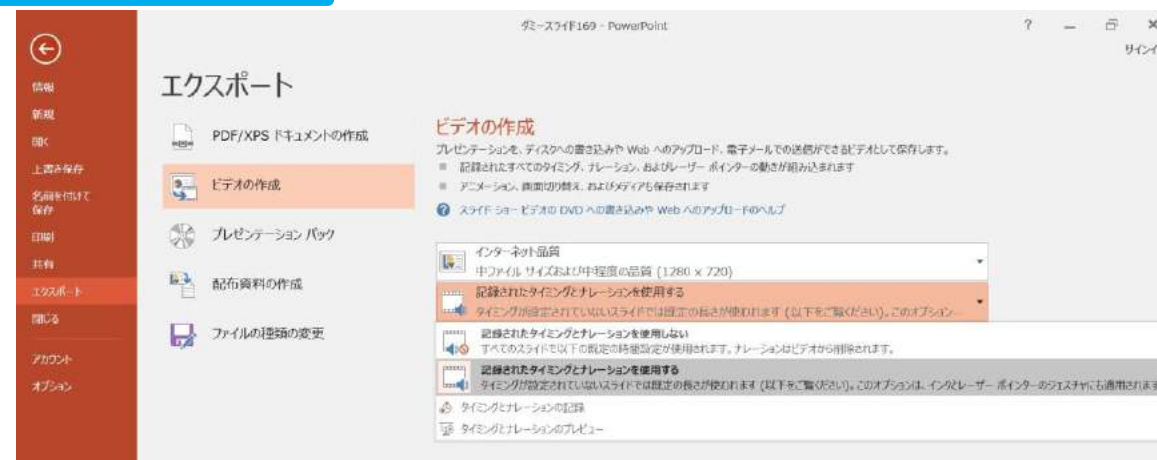 ダミースライド169 - PowerPoint
?
サインイ
情報
新規
開く
上書き保存
名前を付けて
保存
印刷
共有
エクスポート
閉じる
アカウント
オプション
エクスポート
PDF/XPS ドキュメントの作成
ビデオの作成
プレゼンテーション パック
配布資料の作成
ファイルの種類の変更
ビデオの作成
プレゼンテーションを、ディスクへの書き込みや Web へのアップロード、電子メールでの送信ができるビデオとして保存します。
記録されたすべてのタイミング、ナレーション、およびレーザー ポインターの動きが組み込まれます
アニメーション、画面切り替え、およびメディアも保存されます
スライド ショー ビデオの DVD への書き込みや Web へのアップロードのヘルプ
インターネット品質
中ファイル サイズおよび中程度の品質 (1280 x 720)
記録されたタイミングとナレーションを使用する
タイミングが設定されていないスライドでは既定の長さが使われます (以下をご覧ください)。このオプション...
記録されたタイミングとナレーションを使用しない
すべてのスライドで以下の既定の時間設定が使用されます。ナレーションはビデオから削除されます。
記録されたタイミングとナレーションを使用する
タイミングが設定されていないスライドでは既定の長さが使われます (以下をご覧ください)。このオプションは、インクとレーザー ポインターのジェスチャにも適用されます
タイミングとナレーションの記録
タイミングとナレーションのプレビュー